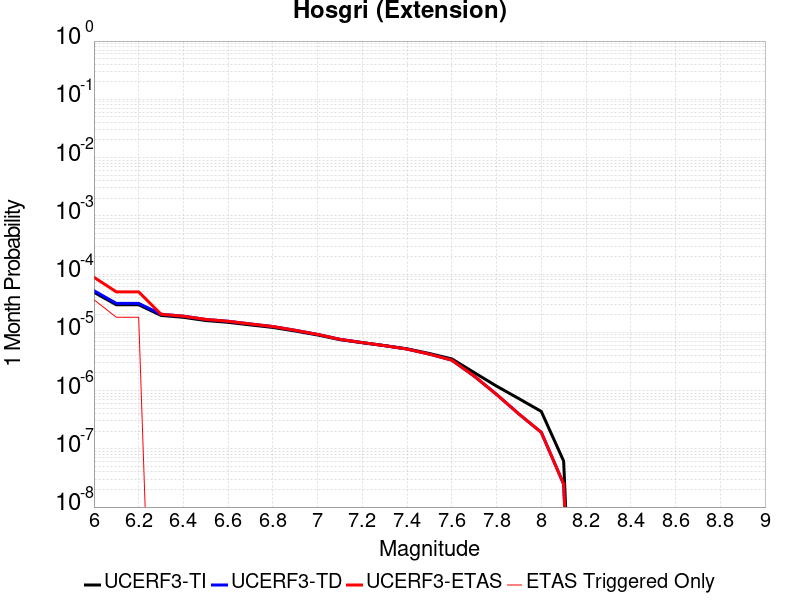 Hosgri (Extension)
10 0
10 -1
10 -2
10 -3
10 -4
10 -5
10 -6
10 -7
10 -8
1 Month Probability
6 6.2 6.4 6.6 6.8 7 7.2 7.4 7.6 7.8 8 8.2 8.4 8.6 8.8 9
Magnitude
UCERF3-TI UCERF3-TD UCERF3-ETAS ETAS Triggered Only